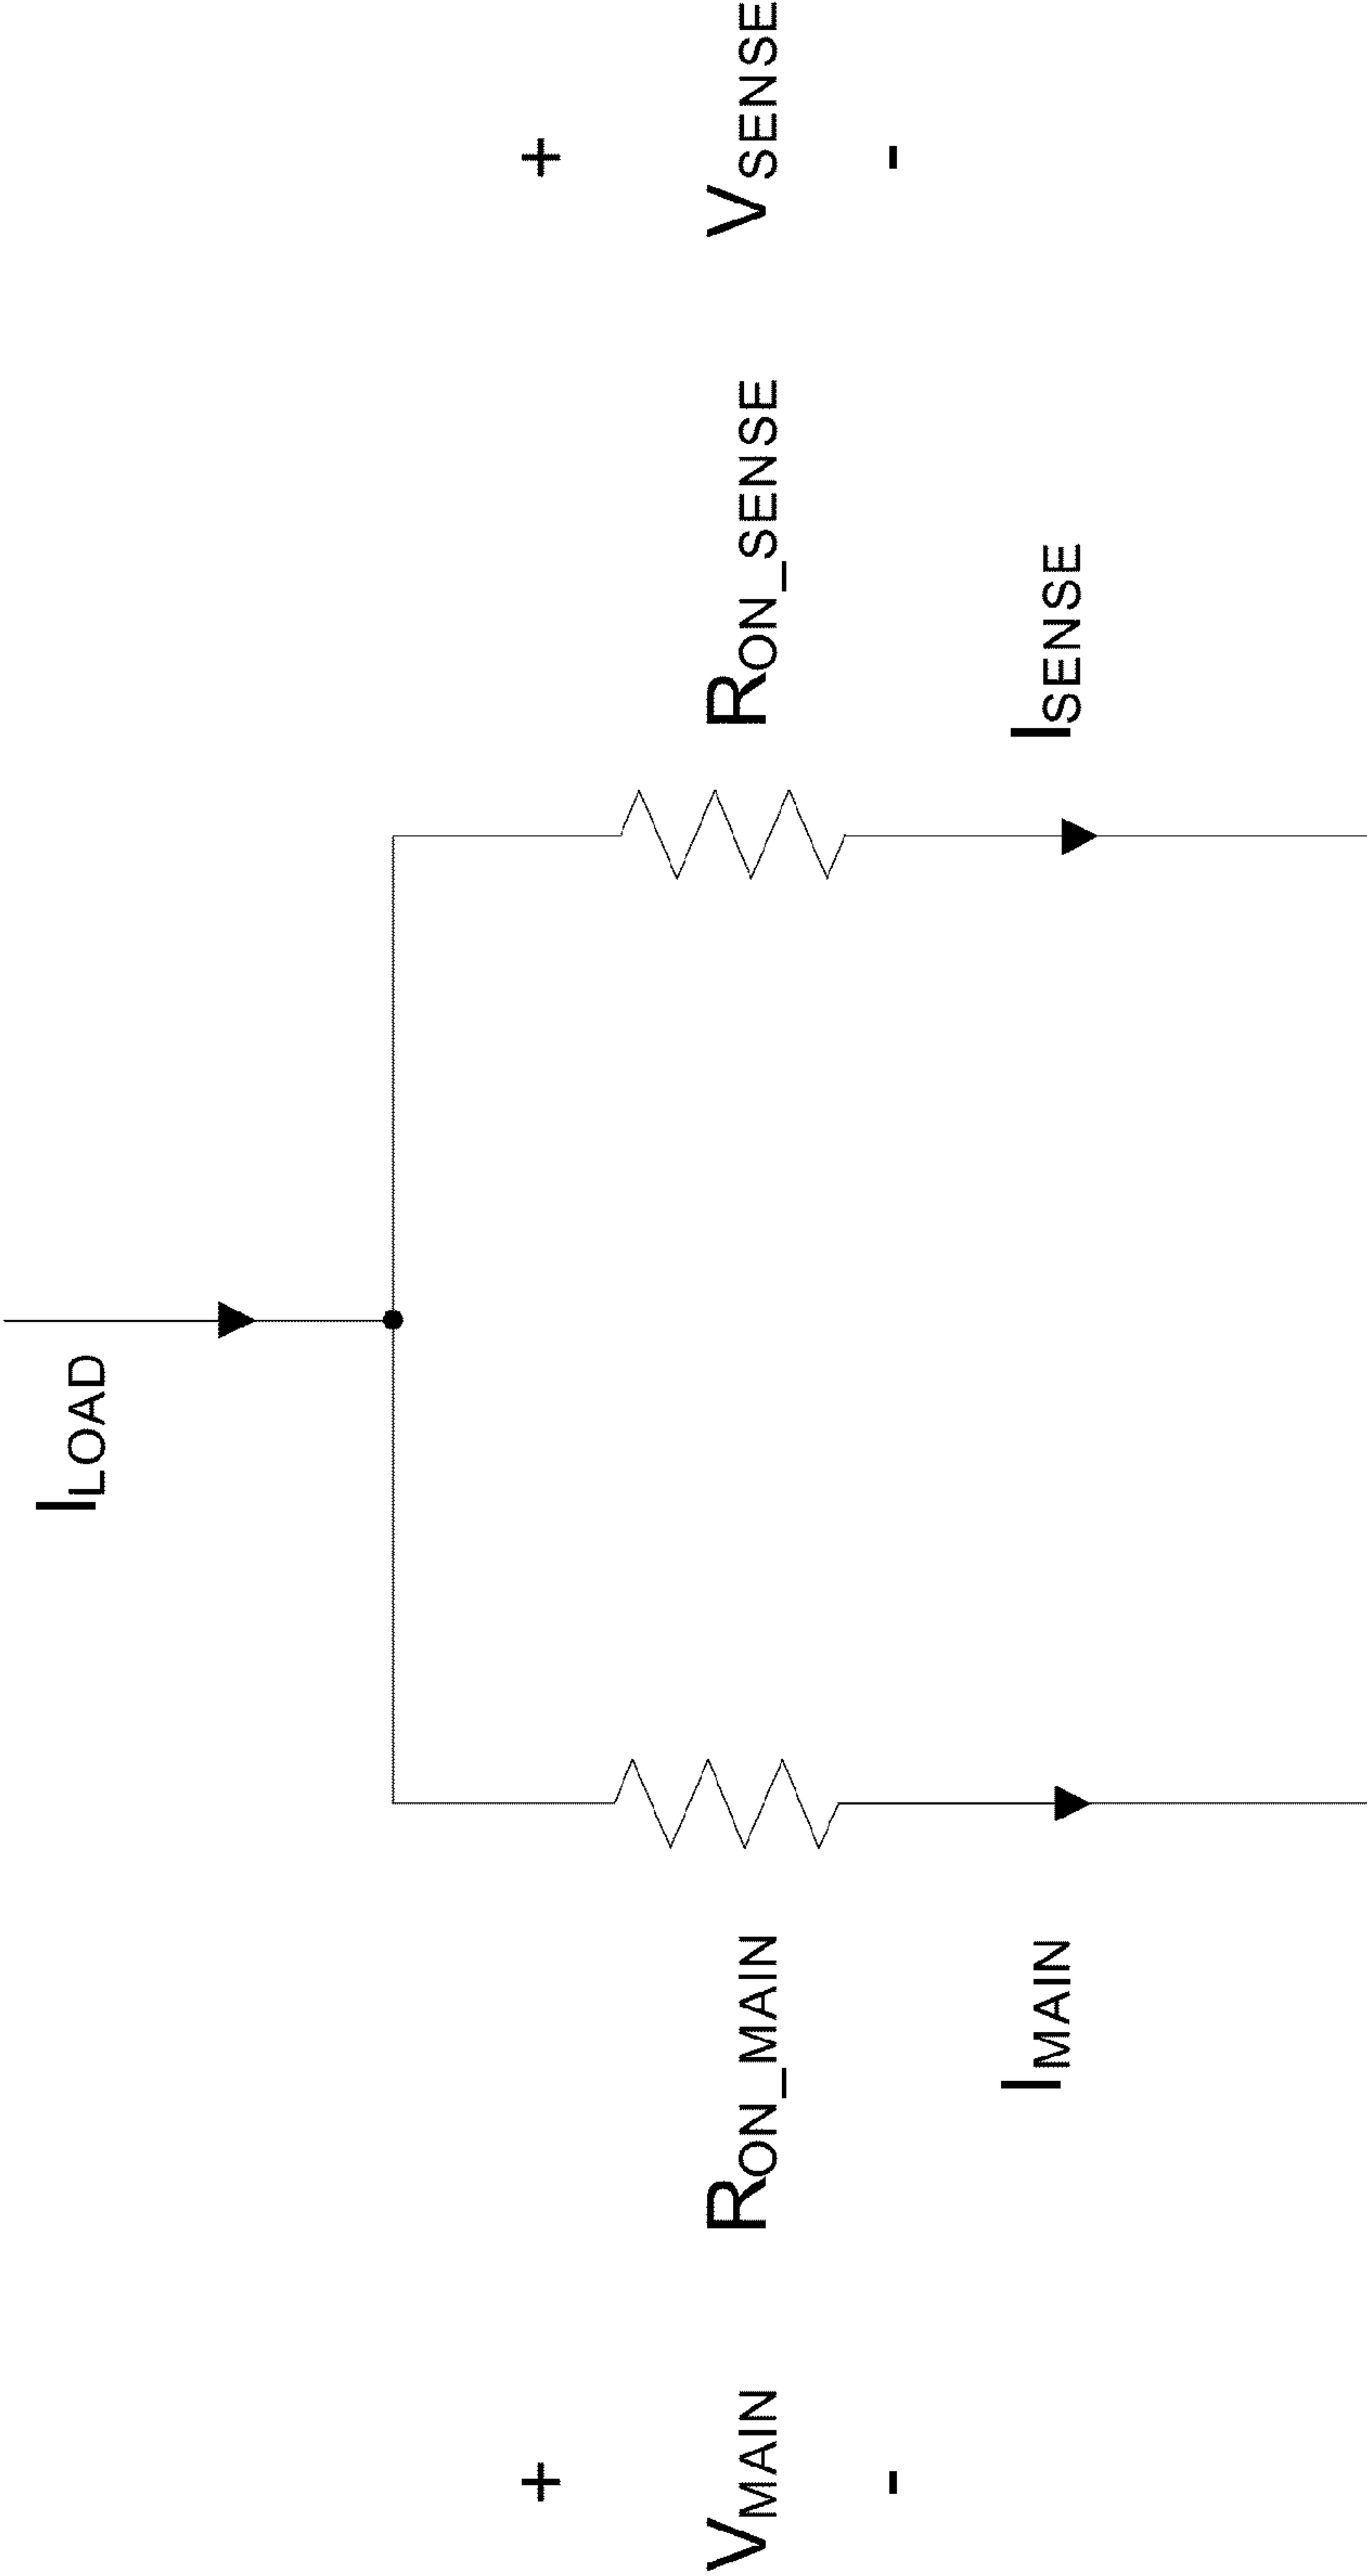 I_LOAD
+ +
V_MAIN R_ON_MAIN R_ON_SENSE V_SENSE
- -
I_MAIN I_SENSE